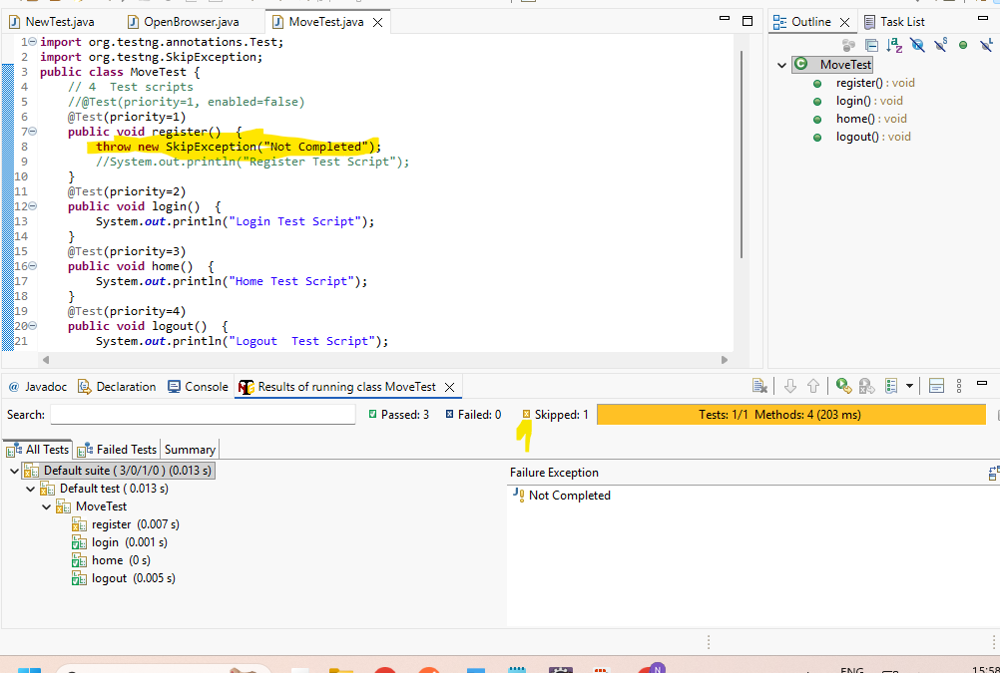 NewTest.java OpenBrowser.java MoveTest.java
Outline Task List
1 import org.testng.annotations.Test;
2 import org.testng.SkipException;
3 public class MoveTest {
4 // 4  Test scripts
5 //@Test(priority=1, enabled=false)
6 @Test(priority=1)
7 public void register()  {
8 throw new SkipException("Not Completed");
9 //System.out.println("Register Test Script");
10 }
11 @Test(priority=2)
12 public void login()  {
13 System.out.println("Login Test Script");
14 }
15 @Test(priority=3)
16 public void home()  {
17 System.out.println("Home Test Script");
18 }
19 @Test(priority=4)
20 public void logout()  {
21 System.out.println("Logout  Test Script");
MoveTest
register() : void
login() : void
home() : void
logout() : void
@ Javadoc Declaration Console Results of running class MoveTest
Search: Passed: 3 Failed: 0 Skipped: 1 Tests: 1/1  Methods: 4 (203 ms)
All Tests Failed Tests Summary
Default suite ( 3/0/1/0 ) (0.013 s)
Default test ( 0.013 s)
MoveTest
register  (0.007 s)
login  (0.001 s)
home  (0 s)
logout  (0.005 s)
Failure Exception
Not Completed
ENG
15:58